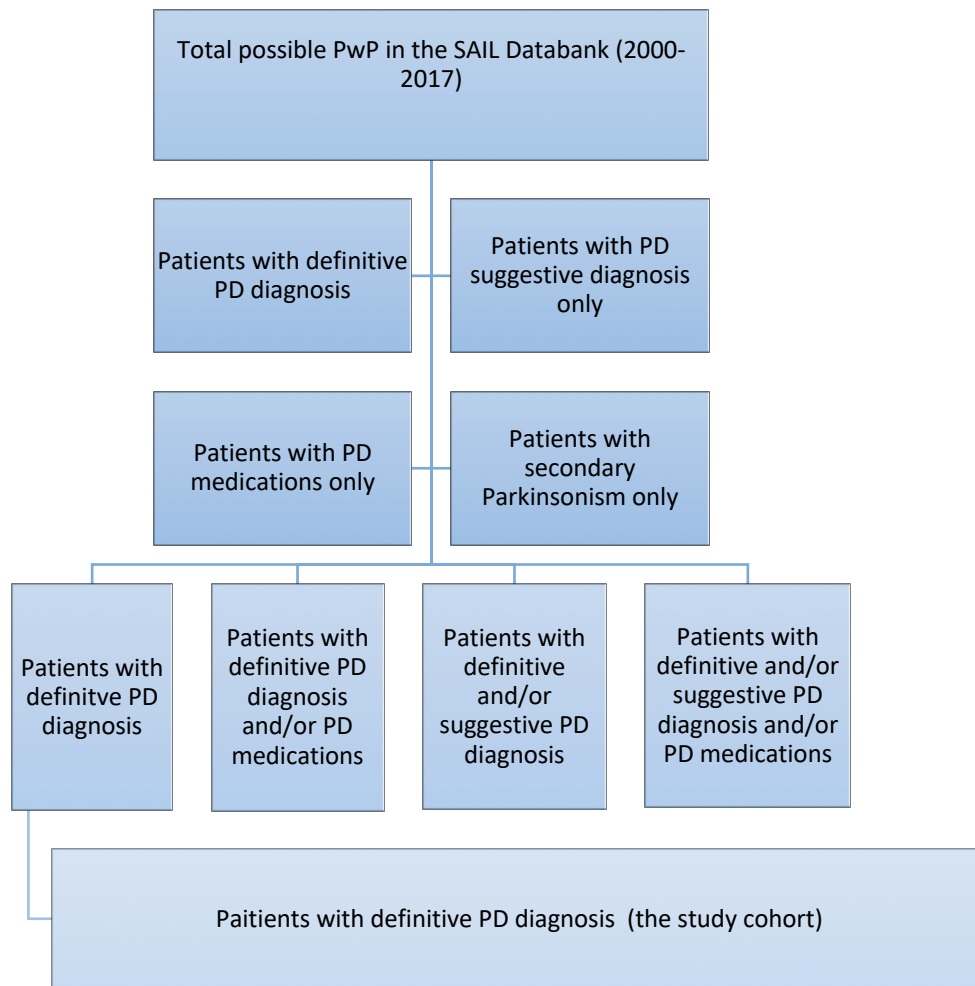 Total possible PwP in the SAIL Databank (2000-
2017)
Patients with definitive
PD diagnosis
Patients with PD
suggestive diagnosis
only
Patients with PD
medications only
Patients with
secondary
Parkinsonism only
Patients with
definitve PD
diagnosis
Patients with
definitive PD
diagnosis
and/or PD
medications
Patients with
definitive
and/or
suggestive PD
diagnosis
Patients with
definitive and/or
suggestive PD
diagnosis and/or
PD medications
Paitients with definitive PD diagnosis  (the study cohort)